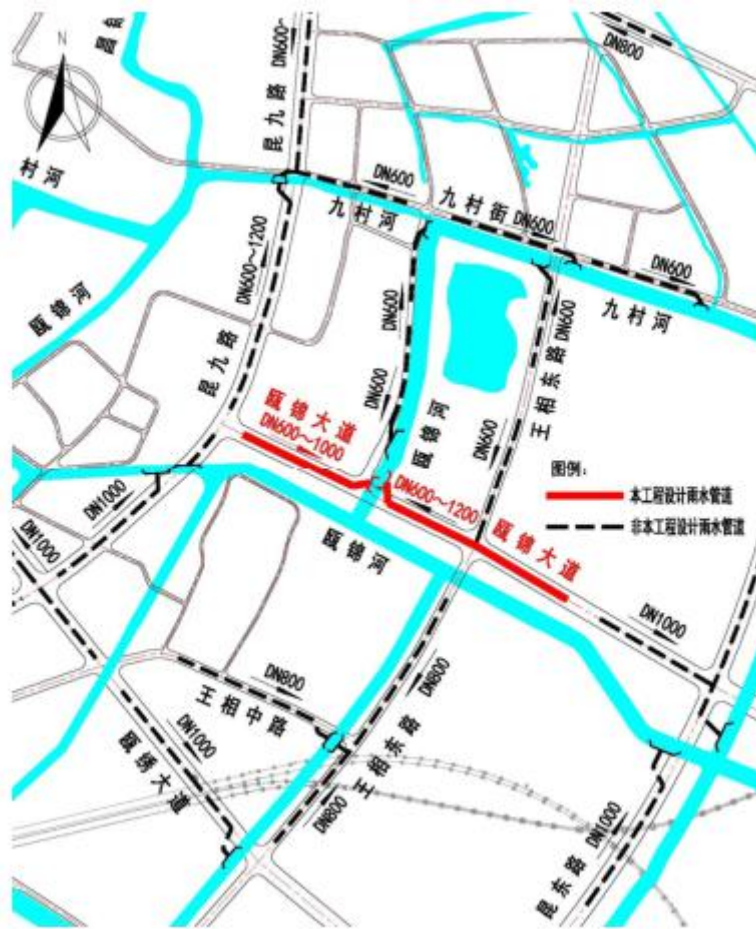 N
昆九路
DN600~
DN800
村河
DN600
九村街
DN600
九村河
DN600
九村河
DN600~1200
瓯锦河
昆九路
DN600
DN600
瓯锦河
王相东路
DN600
DN600
瓯锦大道
DN600~1000
图例：
本工程设计雨水管道
非本工程设计雨水管道
DN600~1200
瓯锦大道
DN1000
DN1000
瓯锦河
DN1000
DN800
王相中路
DN800
DN1000
瓯绣大道
王相东路
DN800
DN1000
昆东路